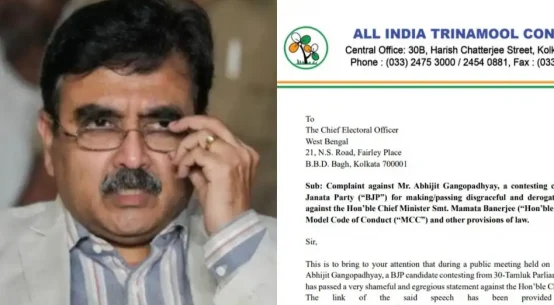 ALL INDIA TRINAMOOL CON
Central Office: 30B, Harish Chatterjee Street, Kolk
Phone : (033) 2475 3000 / 2454 0881, Fax : (033
To
The Chief Electoral Officer
West Bengal
21, N.S. Road, Fairley Place
B.B.D. Bagh, Kolkata 700001
Sub: Complaint against Mr. Abhijit Gangopadhyay, a contesting c
Janata Party ("BJP") for making/passing disgraceful and derogat
against the Hon'ble Chief Minister Smt. Mamata Banerjee ("Hon'ble
Model Code of Conduct ("MCC") and other provisions of law.
Sir,
This is to bring to your attention that during a public meeting held on
Abhijit Gangopadhyay, a BJP candidate contesting from 30-Tamluk Parlian
has passed a very shameful and egregious statement against the Hon'ble C
The link of the said speech has been provided